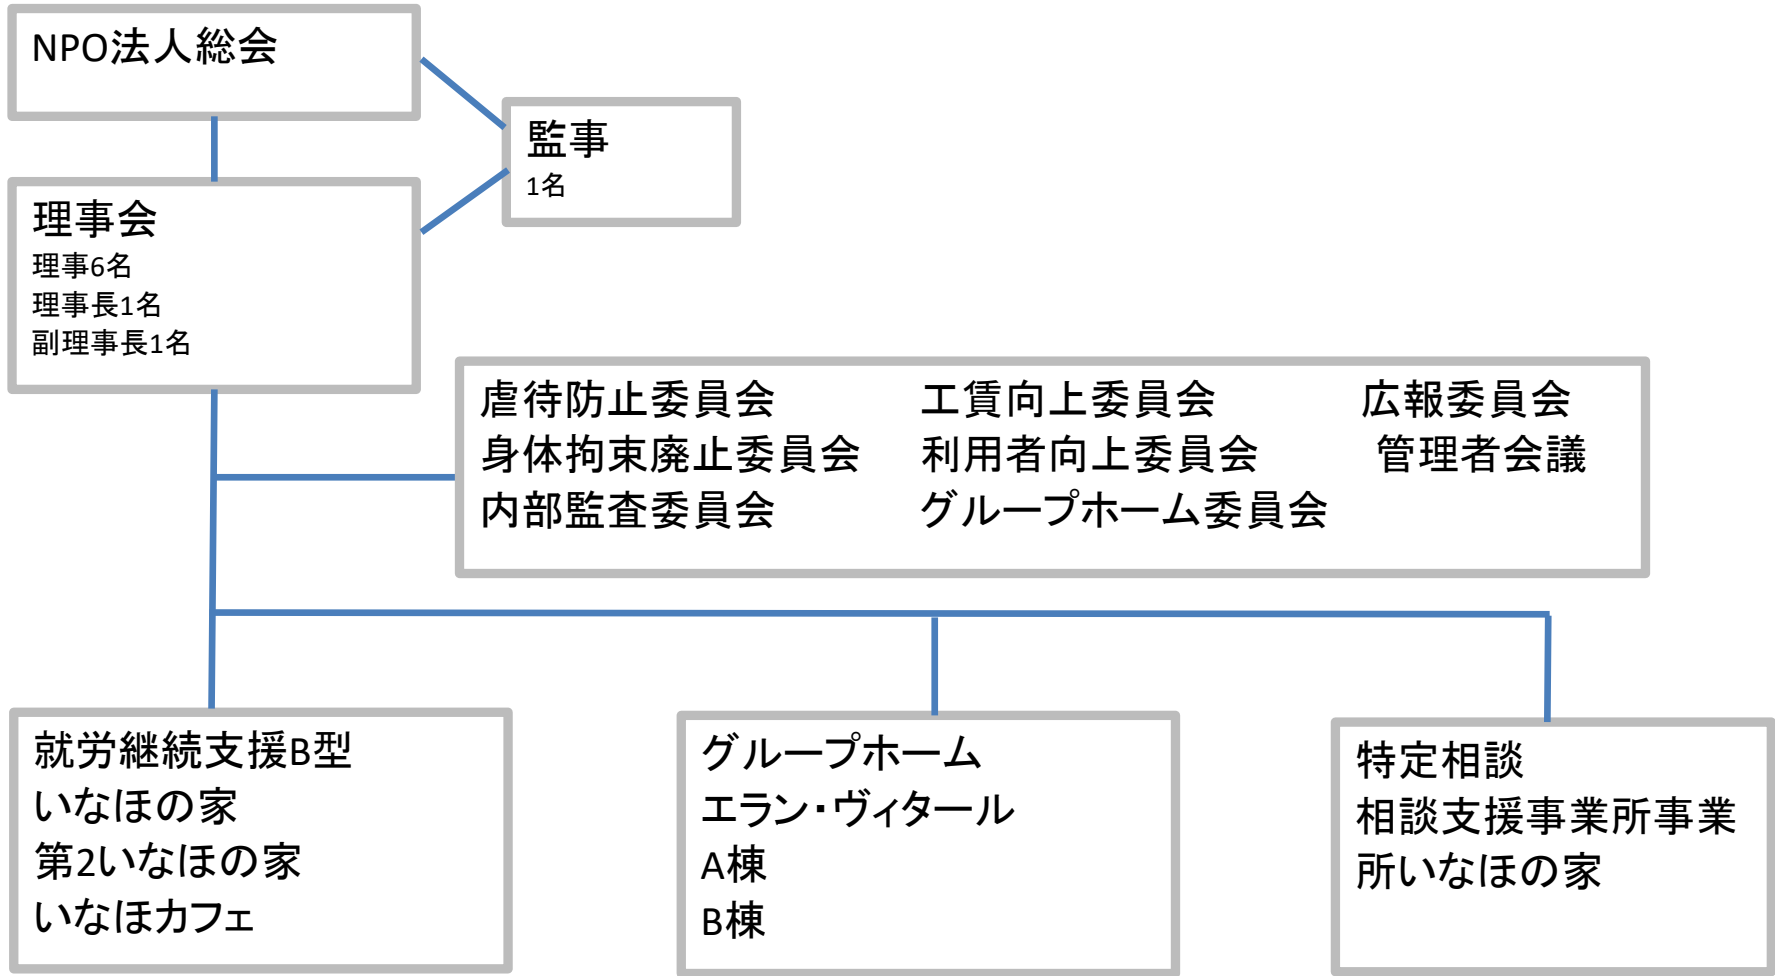 NPO法人総会
監事
1名
理事会
理事6名
理事長1名
副理事長1名
虐待防止委員会 工賃向上委員会 広報委員会
身体拘束廃止委員会 利用者向上委員会 管理者会議
内部監査委員会 グループホーム委員会
就労継続支援B型
いなほの家
第2いなほの家
いなほカフェ
グループホーム
エラン・ヴィタール
A棟
B棟
特定相談
相談支援事業所事業
所いなほの家